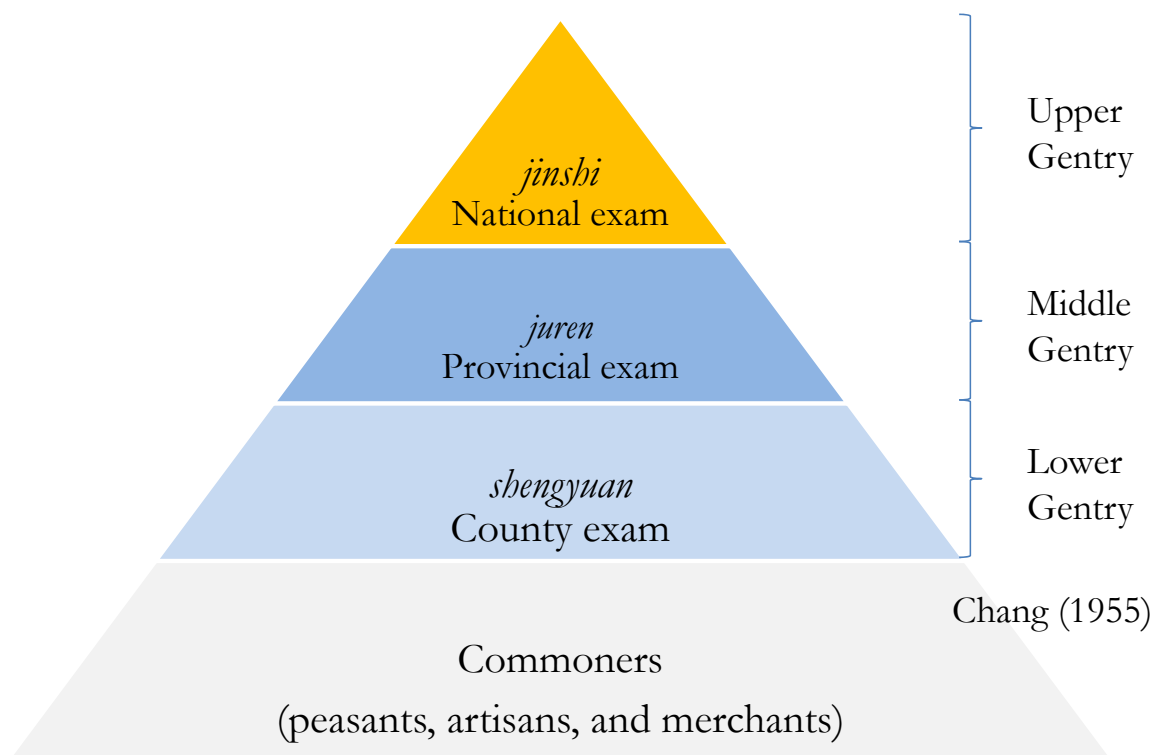 jinshi
National exam
Upper
Gentry
juren
Provincial exam
Middle
Gentry
shengyuan
County exam
Lower
Gentry
Chang (1955)
Commoners
(peasants, artisans, and merchants)